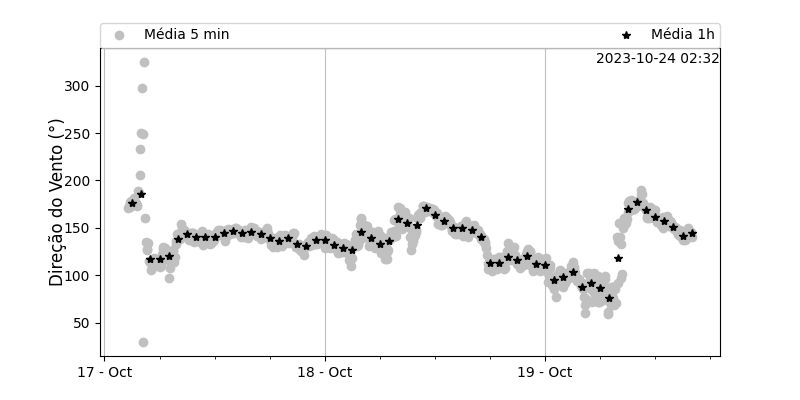 Média 5 min
Média 1h
2023-10-24 02:32
Direção do Vento (°)
300
250
200
150
100
50
17 - Oct
18 - Oct
19 - Oct